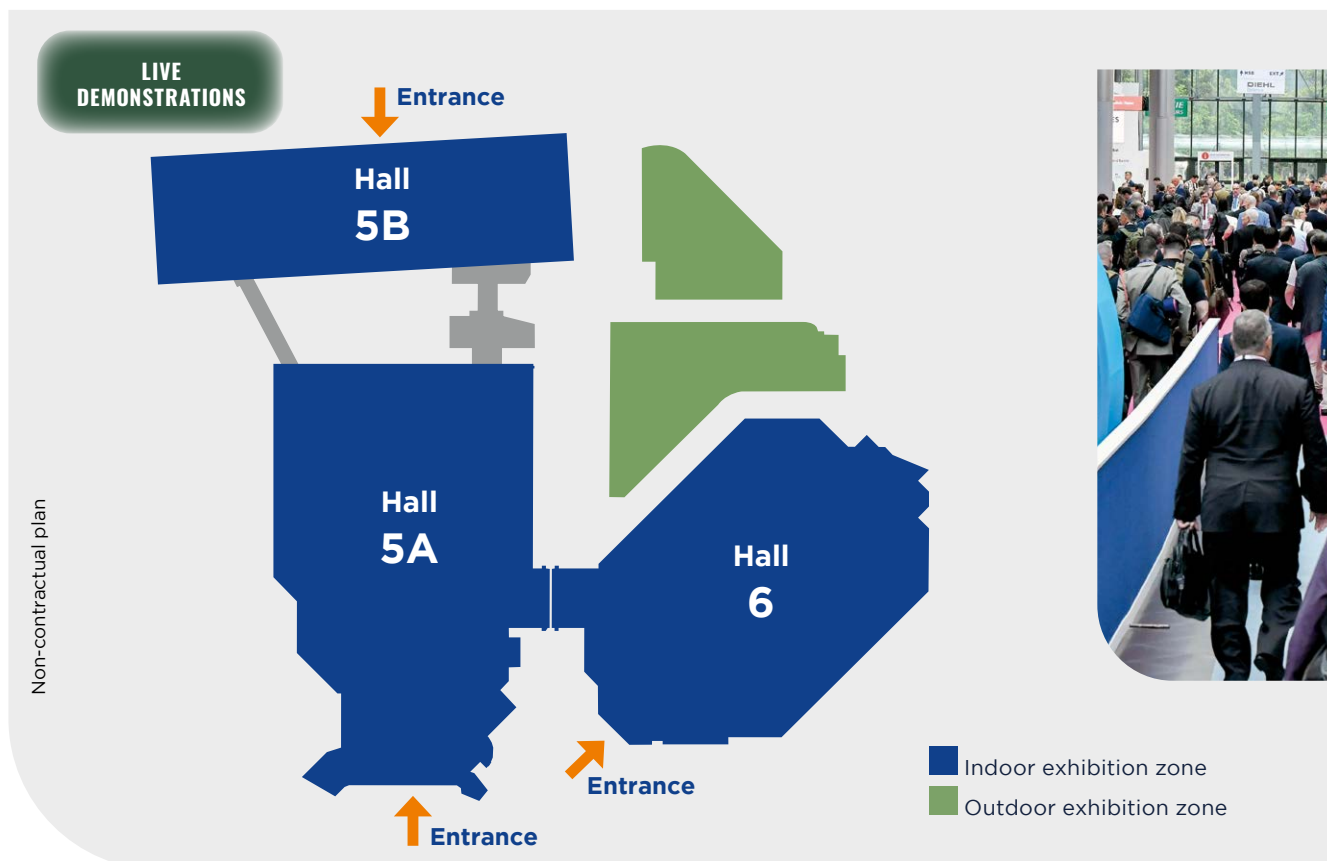 LIVE
DEMONSTRATIONS
Entrance
Hall
5B
Hall
5A
Hall
6
Entrance
Entrance
Non-contractual plan
Indoor exhibition zone
Outdoor exhibition zone
DIEHL